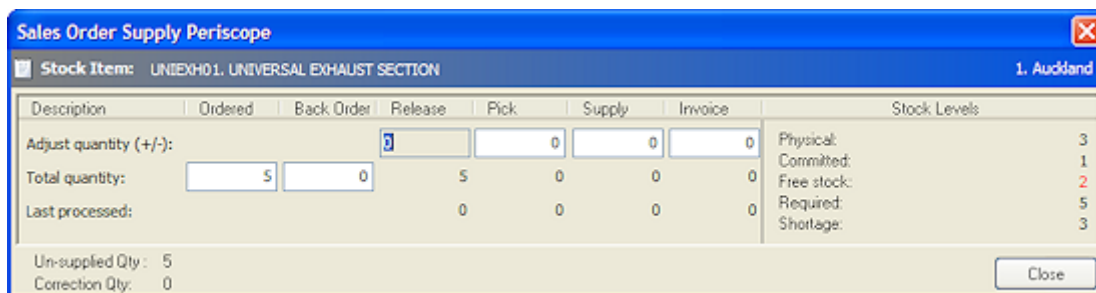 Sales Order Supply Periscope
Stock Item: UNIEXH01. UNIVERSAL EXHAUST SECTION 1. Auckland
Description Ordered Back Order Release Pick Supply Invoice Stock Levels
Adjust quantity (+/-): 0 0 0 0
Total quantity: 5 0 5 0 0 0
Last processed: 0 0 0 0
Physical: 3
Committed: 1
Free stock: 2
Required: 5
Shortage: 3
Un-supplied Qty : 5
Correction Qty: 0
Close